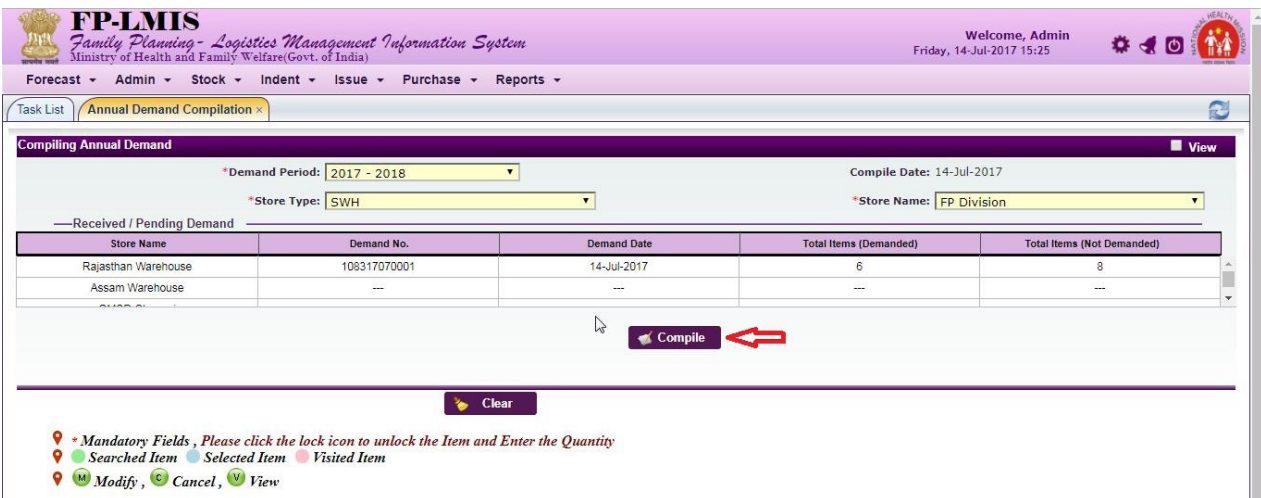 FP-LMIS
Family Planning - Logistics Management Information System
Ministry of Health and Family Welfare(Govt. of India)
Welcome, Admin
Friday, 14-Jul-2017 15:25
NATIONAL HEALTH MISSION
Forecast Admin Stock Indent Issue Purchase Reports
Task List Annual Demand Compilation ×
Compiling Annual Demand View
*Demand Period: 2017 - 2018 Compile Date: 14-Jul-2017
*Store Type: SWH *Store Name: FP Division
Received / Pending Demand
Store Name Demand No. Demand Date Total Items (Demanded) Total Items (Not Demanded)
Rajasthan Warehouse 108317070001 14-Jul-2017 6 8
Assam Warehouse --- --- --- ---
Compile
Clear
* Mandatory Fields , Please click the lock icon to unlock the Item and Enter the Quantity
Searched Item Selected Item Visited Item
M Modify , C Cancel , V View